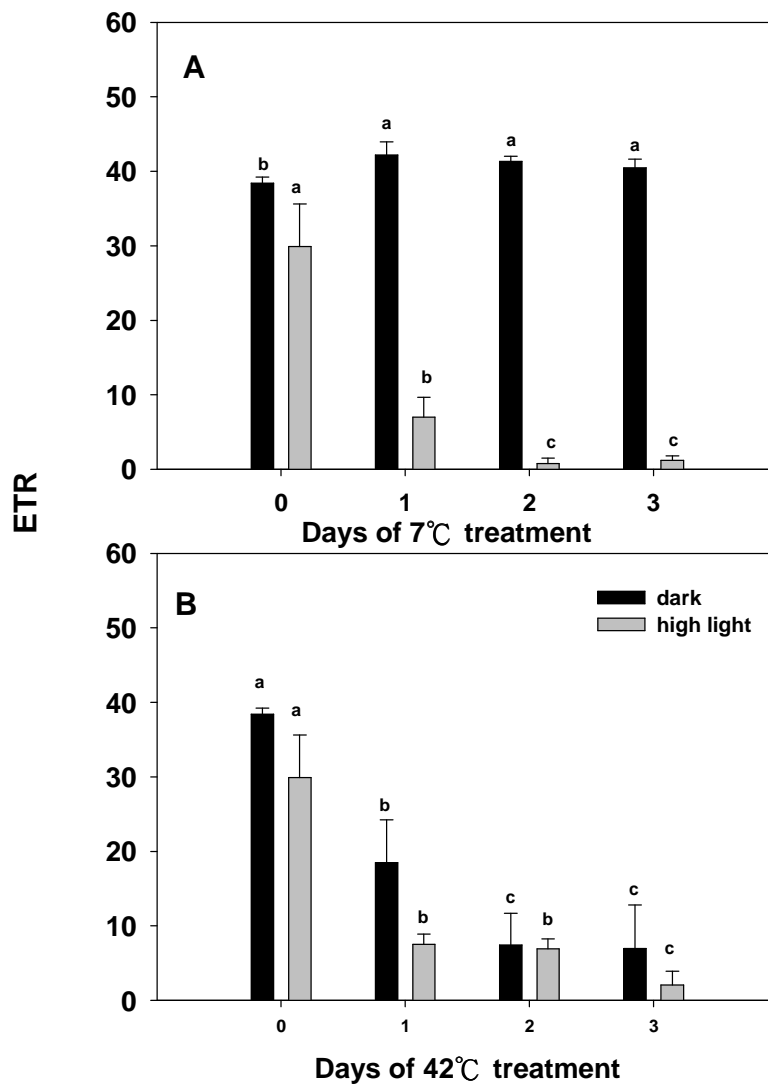 60
A
50
a a a
b a
40
30
20
b
10
c c
0
0 1 2 3
Days of 7℃ treatment
ETR
60
B
dark
high light
50
a a
40
30
b
20
c c
b b
10
c
0
0 1 2 3
Days of 42℃ treatment